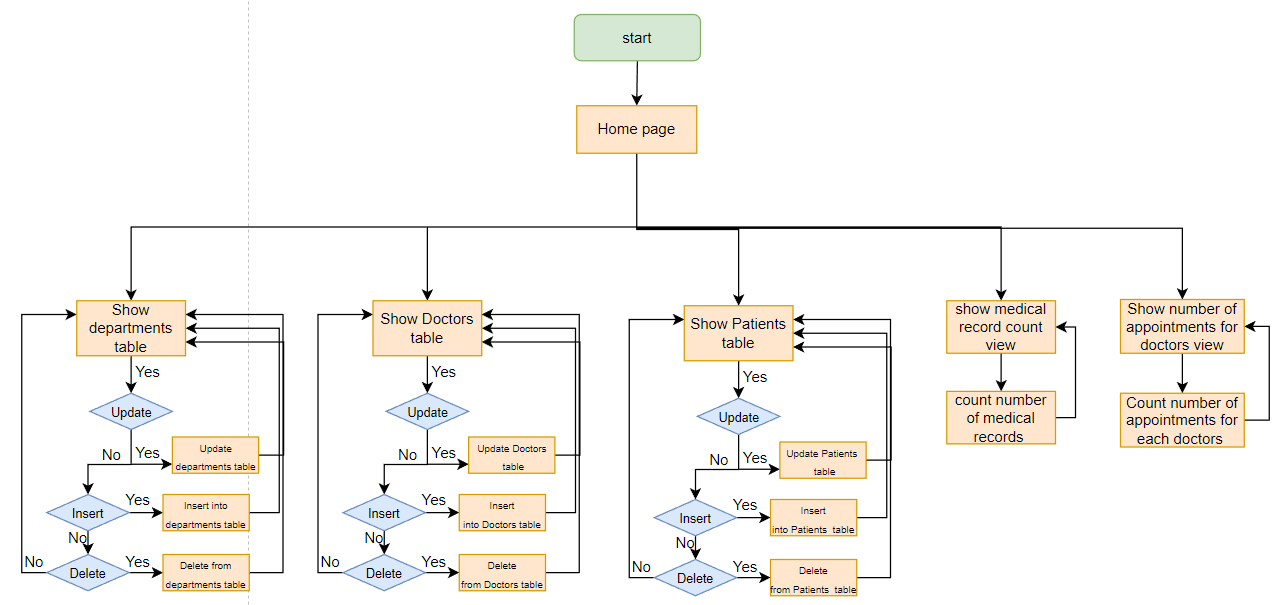 start
Home page
Show
departments
table
Yes
Update
No
Yes
Update
departments table
Insert
Yes
Insert into
departments table
No
Delete
Yes
Delete from
departments table
No
Show Doctors
table
Yes
Update
No
Yes
Update Doctors
table
Insert
Yes
Insert
into Doctors table
No
Delete
Yes
Delete
from Doctors table
No
Show Patients
table
Yes
Update
No
Yes
Update Patients
table
Insert
Yes
Insert
into Patients table
No
Delete
Yes
Delete
from Patients table
No
show medical
record count
view
count number
of medical
records
Show number of
appointments for
doctors view
Count number of
appointments for
each doctors